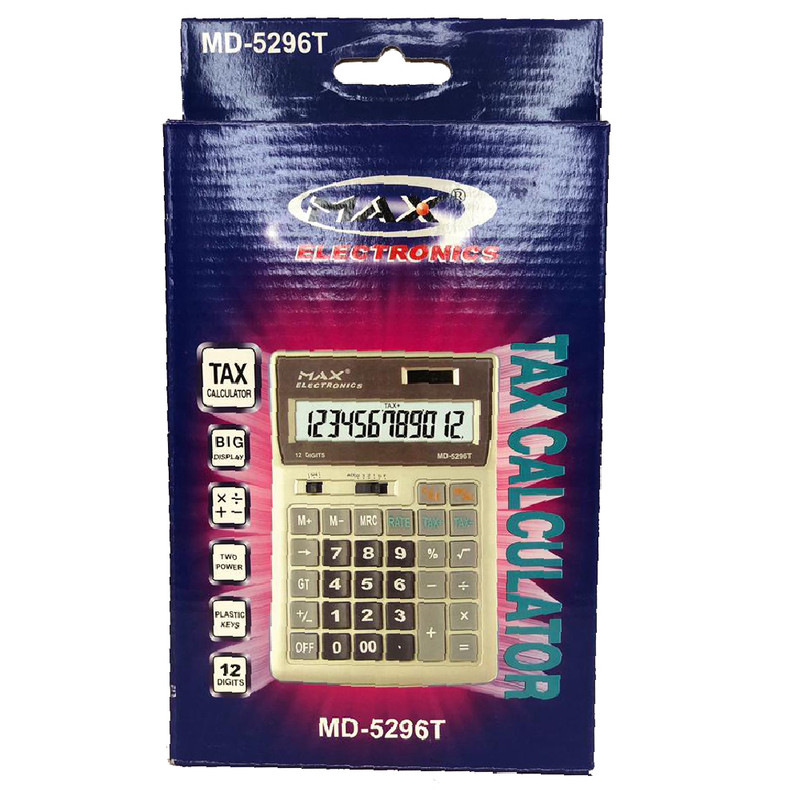 MD-5296T
MAX®
ELECTRONICS
TAX CALCULATOR
TAX
CALCULATOR
BIG
DISPLAY
× ÷
+ −
TWO
POWER
PLASTIC
KEYS
12
DIGITS
MAX
ELECTRONICS
TAX+
123456789012.
12 DIGITS MD-5296T
M+ M− MRC RATE TAX- TAX+
→ 7 8 9 % √
GT 4 5 6 − ÷
+/− 1 2 3 + ×
OFF 0 00 · =
MD-5296T